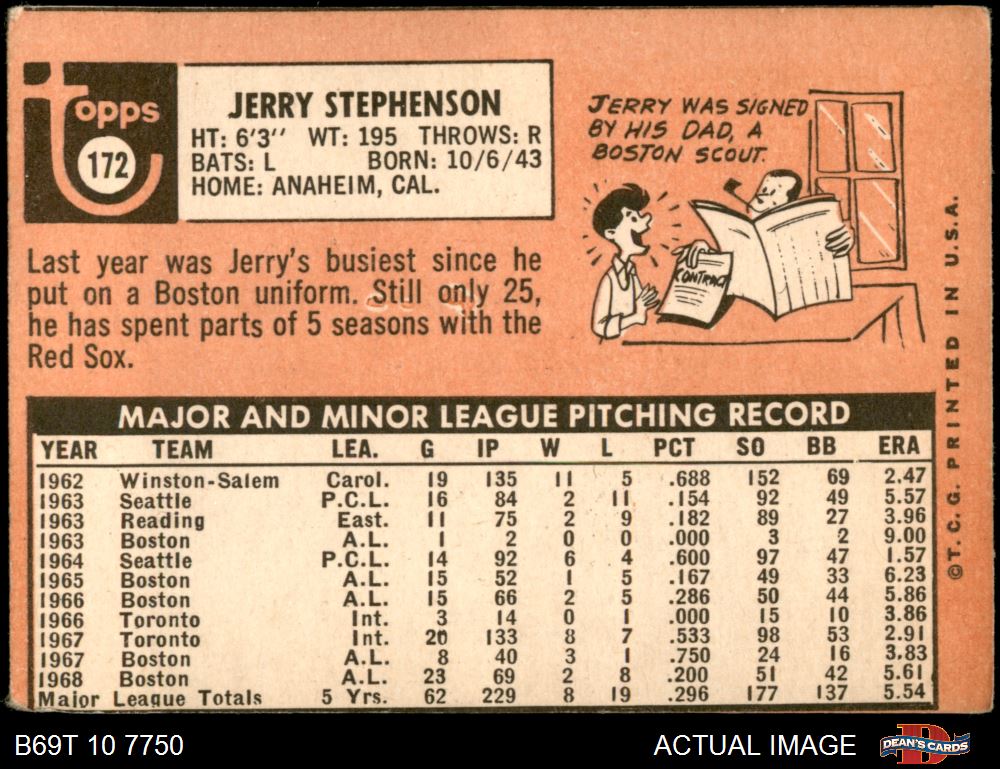 topps
172
JERRY STEPHENSON
HT: 6'3" WT: 195 THROWS: R
BATS: L BORN: 10/6/43
HOME: ANAHEIM, CAL.
JERRY WAS SIGNED
BY HIS DAD, A
BOSTON SCOUT.
CONTRACT
Last year was Jerry's busiest since he
put on a Boston uniform. Still only 25,
he has spent parts of 5 seasons with the
Red Sox.
MAJOR AND MINOR LEAGUE PITCHING RECORD
YEAR TEAM LEA. G IP W L PCT SO BB ERA
1962 Winston-Salem Carol. 19 135 11 5 .688 152 69 2.47
1963 Seattle P.C.L. 16 84 2 11 .154 92 49 5.57
1963 Reading East. 11 75 2 9 .182 89 27 3.96
1963 Boston A.L. 1 2 0 0 .000 3 2 9.00
1964 Seattle P.C.L. 14 92 6 4 .600 97 47 1.57
1965 Boston A.L. 15 52 1 5 .167 49 33 6.23
1966 Boston A.L. 15 66 2 5 .286 50 44 5.86
1966 Toronto Int. 3 14 0 1 .000 15 10 3.86
1967 Toronto Int. 20 133 8 7 .533 98 53 2.91
1967 Boston A.L. 8 40 3 1 .750 24 16 3.83
1968 Boston A.L. 23 69 2 8 .200 51 42 5.61
Major League Totals 5 Yrs. 62 229 8 19 .296 177 137 5.54
©T.C.G. PRINTED IN U.S.A.
B69T 10 7750
ACTUAL IMAGE
DEAN'S CARDS